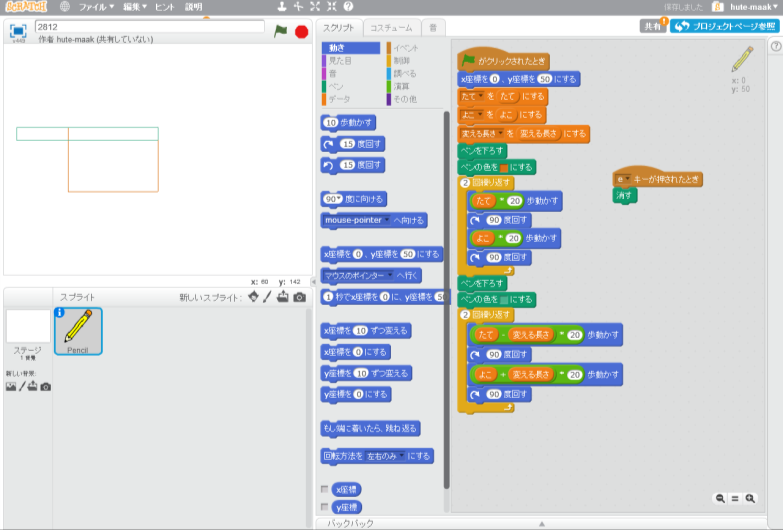 SCRATCH ファイル▼ 編集▼ ヒント 説明 保存しました hute-maak▼
2812
作者 hute-maak (共有していない)
スクリプト コスチューム 音
共有 プロジェクトページ参照
動き イベント
見た目 制御
音 調べる
ペン 演算
データ その他
10 歩動かす
15 度回す
15 度回す
90▼ 度に向ける
mouse-pointer へ向ける
x座標を 0 、y座標を 50 にする
マウスのポインター へ行く
1 秒でx座標を 0 に、y座標を 50
x座標を 10 ずつ変える
x座標を 0 にする
y座標を 10 ずつ変える
y座標を 0 にする
もし端に着いたら、跳ね返る
回転方法を 左右のみ にする
x座標
y座標
がクリックされたとき
x座標を 0 、y座標を 50 にする
たて を たて にする
よこ を よこ にする
変える長さ を 変える長さ にする
ペンを下ろす
ペンの色を にする
2 回繰り返す
たて * 20 歩動かす
90 度回す
よこ * 20 歩動かす
90 度回す
ペンを下ろす
ペンの色を にする
2 回繰り返す
たて - 変える長さ * 20 歩動かす
90 度回す
よこ + 変える長さ * 20 歩動かす
90 度回す
e キーが押されたとき
消す
x: 0
y: 50
x: 60 y: 142
スプライト 新しいスプライト:
Pencil
ステージ
1 背景
新しい背景:
バックパック